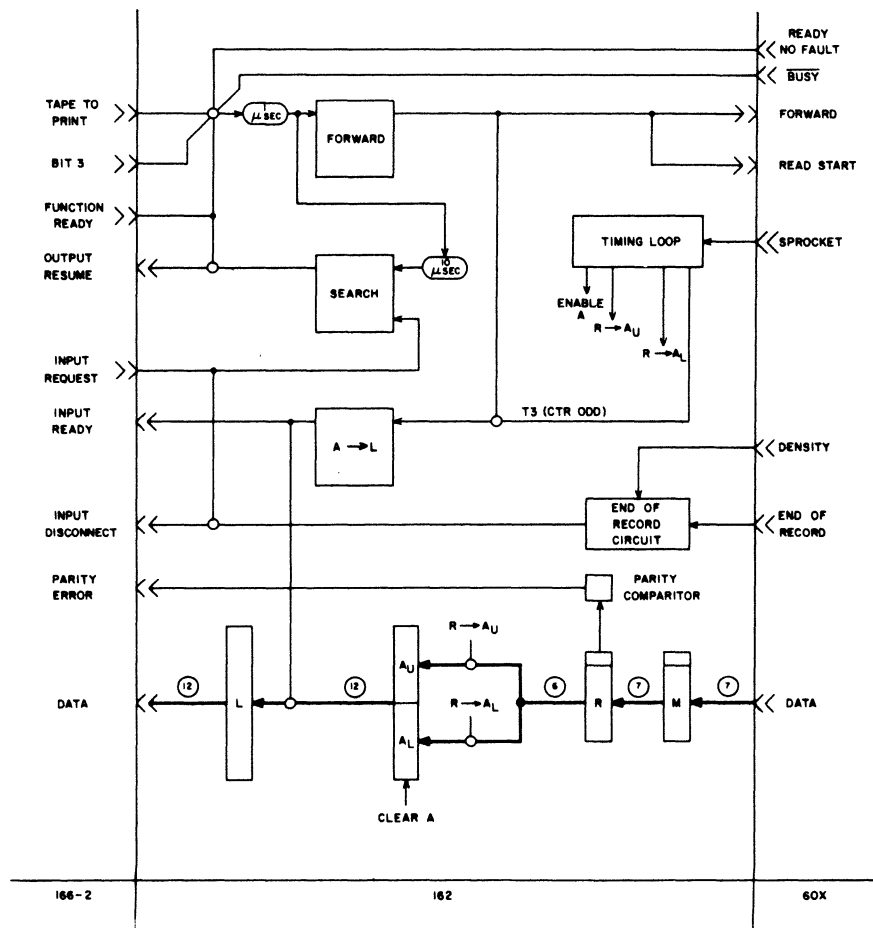 READY
NO FAULT
BUSY
TAPE TO
PRINT
1
μ SEC
FORWARD
FORWARD
BIT 3
READ START
FUNCTION
READY
TIMING LOOP
SPROCKET
OUTPUT
RESUME
10
μ SEC
SEARCH
ENABLE
A
R → AU
R → AL
INPUT
REQUEST
INPUT
READY
T3 (CTR ODD)
A → L
DENSITY
INPUT
DISCONNECT
END OF
RECORD
CIRCUIT
END OF
RECORD
PARITY
ERROR
PARITY
COMPARITOR
R → AU
AU
12
12
6
7
7
DATA
L
R → AL
R
M
DATA
AL
CLEAR A
166-2
162
60X